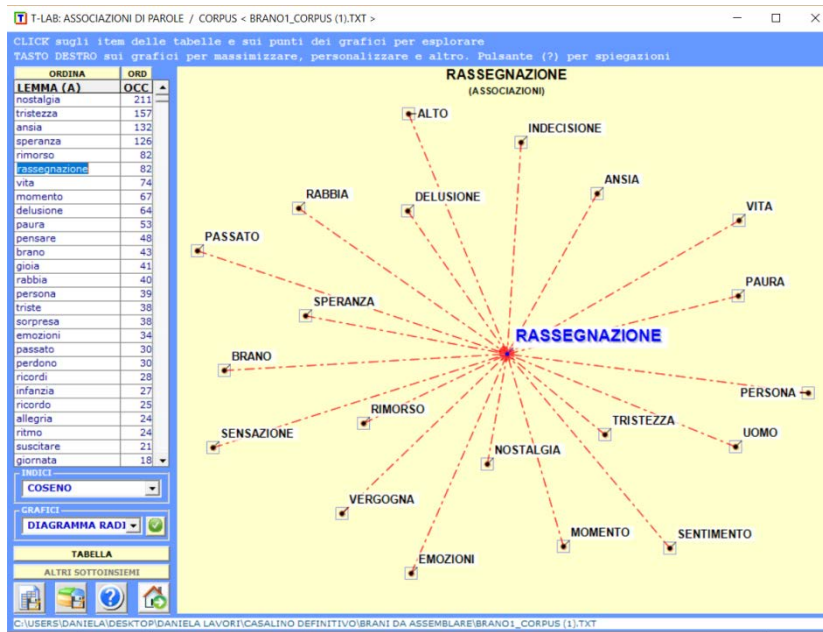 T-LAB: ASSOCIAZIONI DI PAROLE / CORPUS < BRANO1_CORPUS (1).TXT >
CLICK sugli item delle tabelle e sui punti dei grafici per esplorare
TASTO DESTRO sui grafici per massimizzare, personalizzare e altro. Pulsante (?) per spiegazioni
ORDINA ORD
LEMMA (A) OCC
nostalgia 211
tristezza 157
ansia 132
speranza 126
rimorso 82
rassegnazione 82
vita 74
momento 67
delusione 64
paura 53
pensare 48
brano 43
gioia 41
rabbia 40
persona 39
triste 38
sorpresa 38
emozioni 34
passato 30
perdono 30
ricordi 28
infanzia 27
ricordo 25
allegria 24
ritmo 24
suscitare 21
giornata 18
INDICI
COSENO
GRAFICI
DIAGRAMMA RADI
TABELLA
ALTRI SOTTOINSIEMI
RASSEGNAZIONE
(ASSOCIAZIONI)
ALTO
INDECISIONE
ANSIA
RABBIA
DELUSIONE
VITA
PASSATO
PAURA
SPERANZA
RASSEGNAZIONE
BRANO
PERSONA
RIMORSO
TRISTEZZA
SENSAZIONE
UOMO
NOSTALGIA
VERGOGNA
MOMENTO
SENTIMENTO
EMOZIONI
C:\USERS\DANIELA\DESKTOP\DANIELA LAVORI\CASALINO DEFINITIVO\BRANI DA ASSEMBLARE\BRANO1_CORPUS (1).TXT